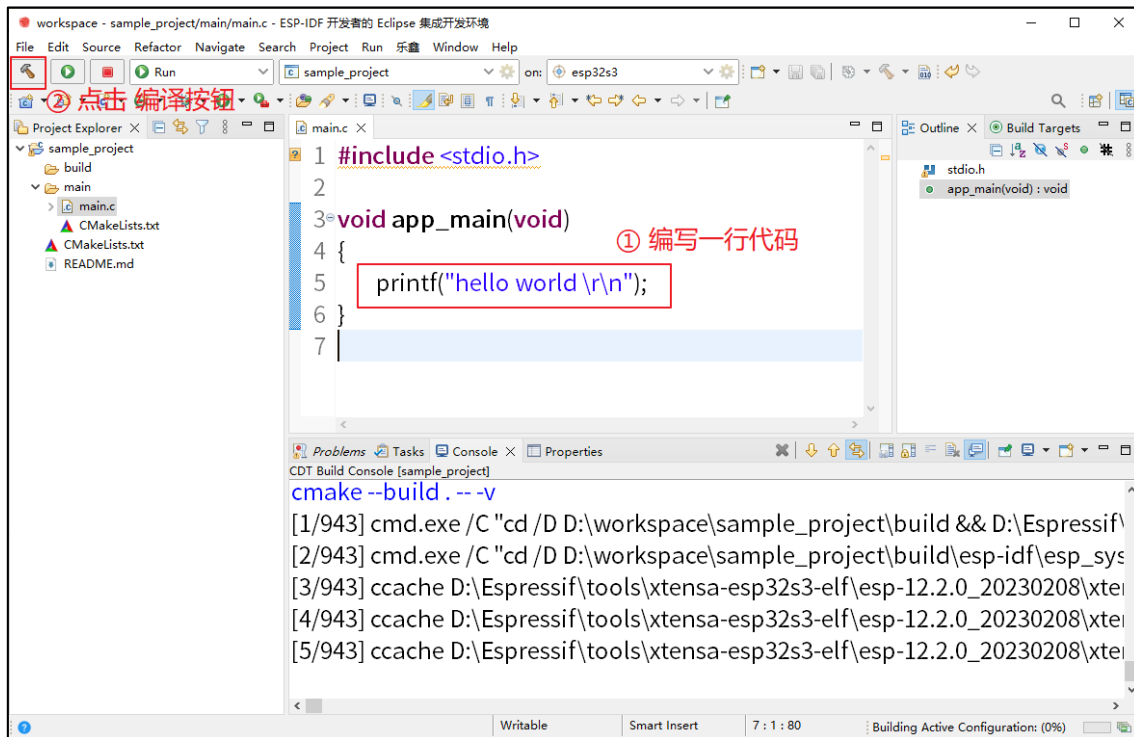 workspace - sample_project/main/main.c - ESP-IDF 开发者的 Eclipse 集成开发环境
File Edit Source Refactor Navigate Search Project Run 乐鑫 Window Help
Run sample_project on: esp32s3
② 点击 编译按钮
Project Explorer
sample_project
build
main
main.c
CMakeLists.txt
CMakeLists.txt
README.md
main.c
1 #include <stdio.h>
2
3 void app_main(void)
① 编写一行代码
4 {
5 printf("hello world \r\n");
6 }
7
Outline Build Targets
stdio.h
app_main(void) : void
Problems Tasks Console Properties
CDT Build Console [sample_project]
cmake --build . -- -v
[1/943] cmd.exe /C "cd /D D:\workspace\sample_project\build && D:\Espressif\
[2/943] cmd.exe /C "cd /D D:\workspace\sample_project\build\esp-idf\esp_sys
[3/943] ccache D:\Espressif\tools\xtensa-esp32s3-elf\esp-12.2.0_20230208\xte
[4/943] ccache D:\Espressif\tools\xtensa-esp32s3-elf\esp-12.2.0_20230208\xte
[5/943] ccache D:\Espressif\tools\xtensa-esp32s3-elf\esp-12.2.0_20230208\xte
Writable Smart Insert 7 : 1 : 80 Building Active Configuration: (0%)